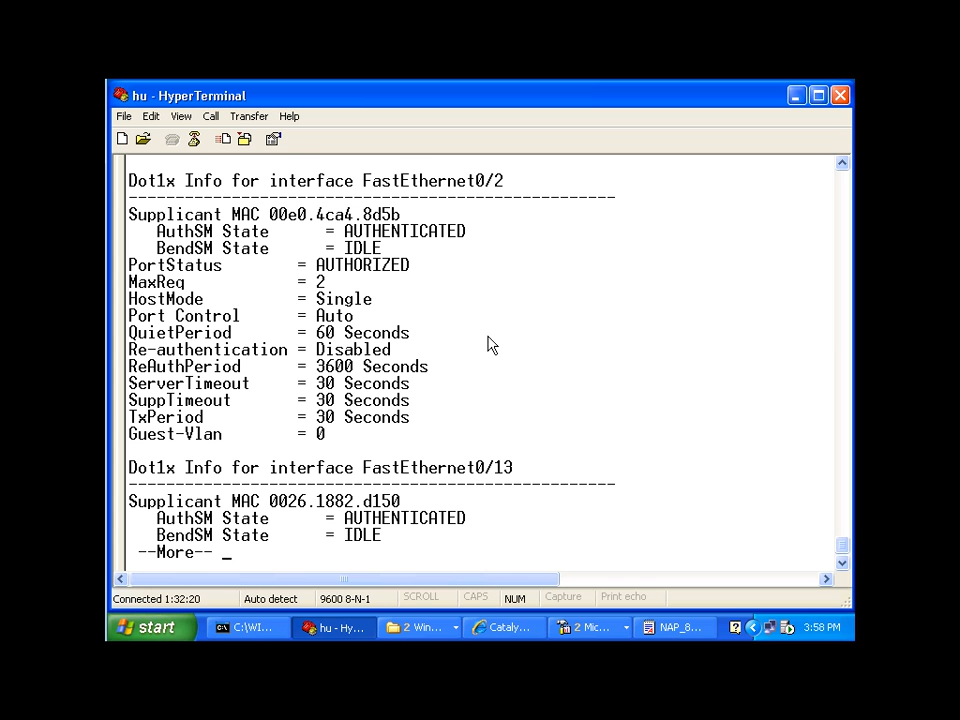 hu - HyperTerminal
File Edit View Call Transfer Help
Dot1x Info for interface FastEthernet0/2
----------------------------------------------------
Supplicant MAC 00e0.4ca4.8d5b
   AuthSM State      = AUTHENTICATED
   BendSM State      = IDLE
PortStatus        = AUTHORIZED
MaxReq            = 2
HostMode          = Single
Port Control      = Auto
QuietPeriod       = 60 Seconds
Re-authentication = Disabled
ReAuthPeriod      = 3600 Seconds
ServerTimeout     = 30 Seconds
SuppTimeout       = 30 Seconds
TxPeriod          = 30 Seconds
Guest-Vlan        = 0
Dot1x Info for interface FastEthernet0/13
----------------------------------------------------
Supplicant MAC 0026.1882.d150
   AuthSM State      = AUTHENTICATED
   BendSM State      = IDLE
 --More-- _
Connected 1:32:20 Auto detect 9600 8-N-1 SCROLL CAPS NUM Capture Print echo
start C:\WI... hu - Hy... 2 Win... Cataly... 2 Mic... NAP_8... 3:58 PM